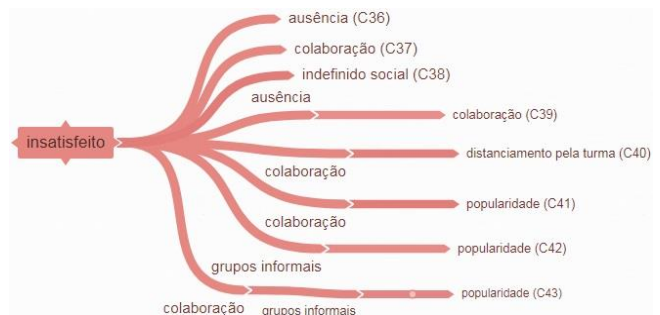 ausência (C36)
colaboração (C37)
indefinido social (C38)
ausência
colaboração (C39)
insatisfeito
distanciamento pela turma (C40)
colaboração
popularidade (C41)
colaboração
popularidade (C42)
grupos informais
popularidade (C43)
colaboração
grupos informais